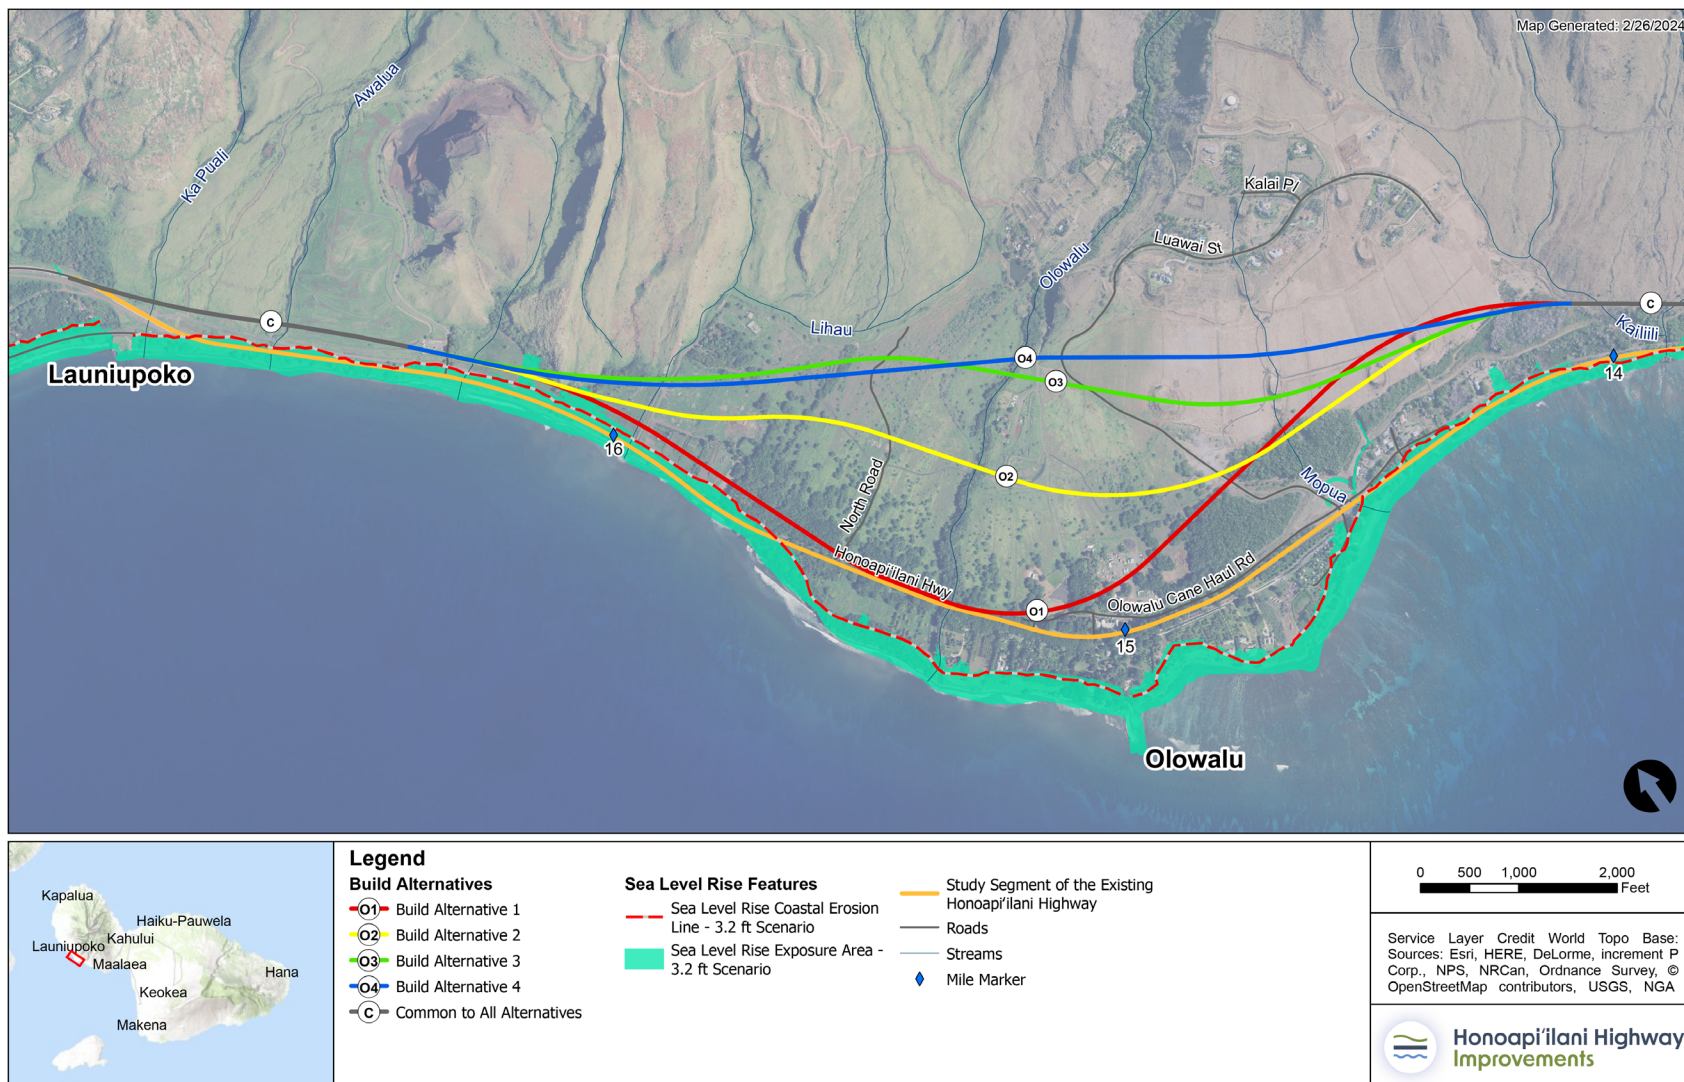 Map Generated: 2/26/2024
Awalua
Ka Puali
Kalai Pl
Luawai St
Olowalu
C
C
Kailiili
Lihau
O4
O3
14
Launiupoko
16
O2
Mopua
North Road
Honoapi'ilani Hwy
Olowalu Cane Haul Rd
O1
15
Olowalu
Kapalua
Haiku-Pauwela
Launiupoko
Kahului
Maalaea
Hana
Keokea
Makena
Legend
Build Alternatives
O1 Build Alternative 1
O2 Build Alternative 2
O3 Build Alternative 3
O4 Build Alternative 4
C Common to All Alternatives
Sea Level Rise Features
Sea Level Rise Coastal Erosion
Line - 3.2 ft Scenario
Sea Level Rise Exposure Area -
3.2 ft Scenario
Study Segment of the Existing
Honoapi'ilani Highway
Roads
Streams
Mile Marker
0 500 1,000 2,000
Feet
Service Layer Credit World Topo Base:
Sources: Esri, HERE, DeLorme, increment P
Corp., NPS, NRCan, Ordnance Survey, ©
OpenStreetMap contributors, USGS, NGA
Honoapi'ilani Highway
Improvements